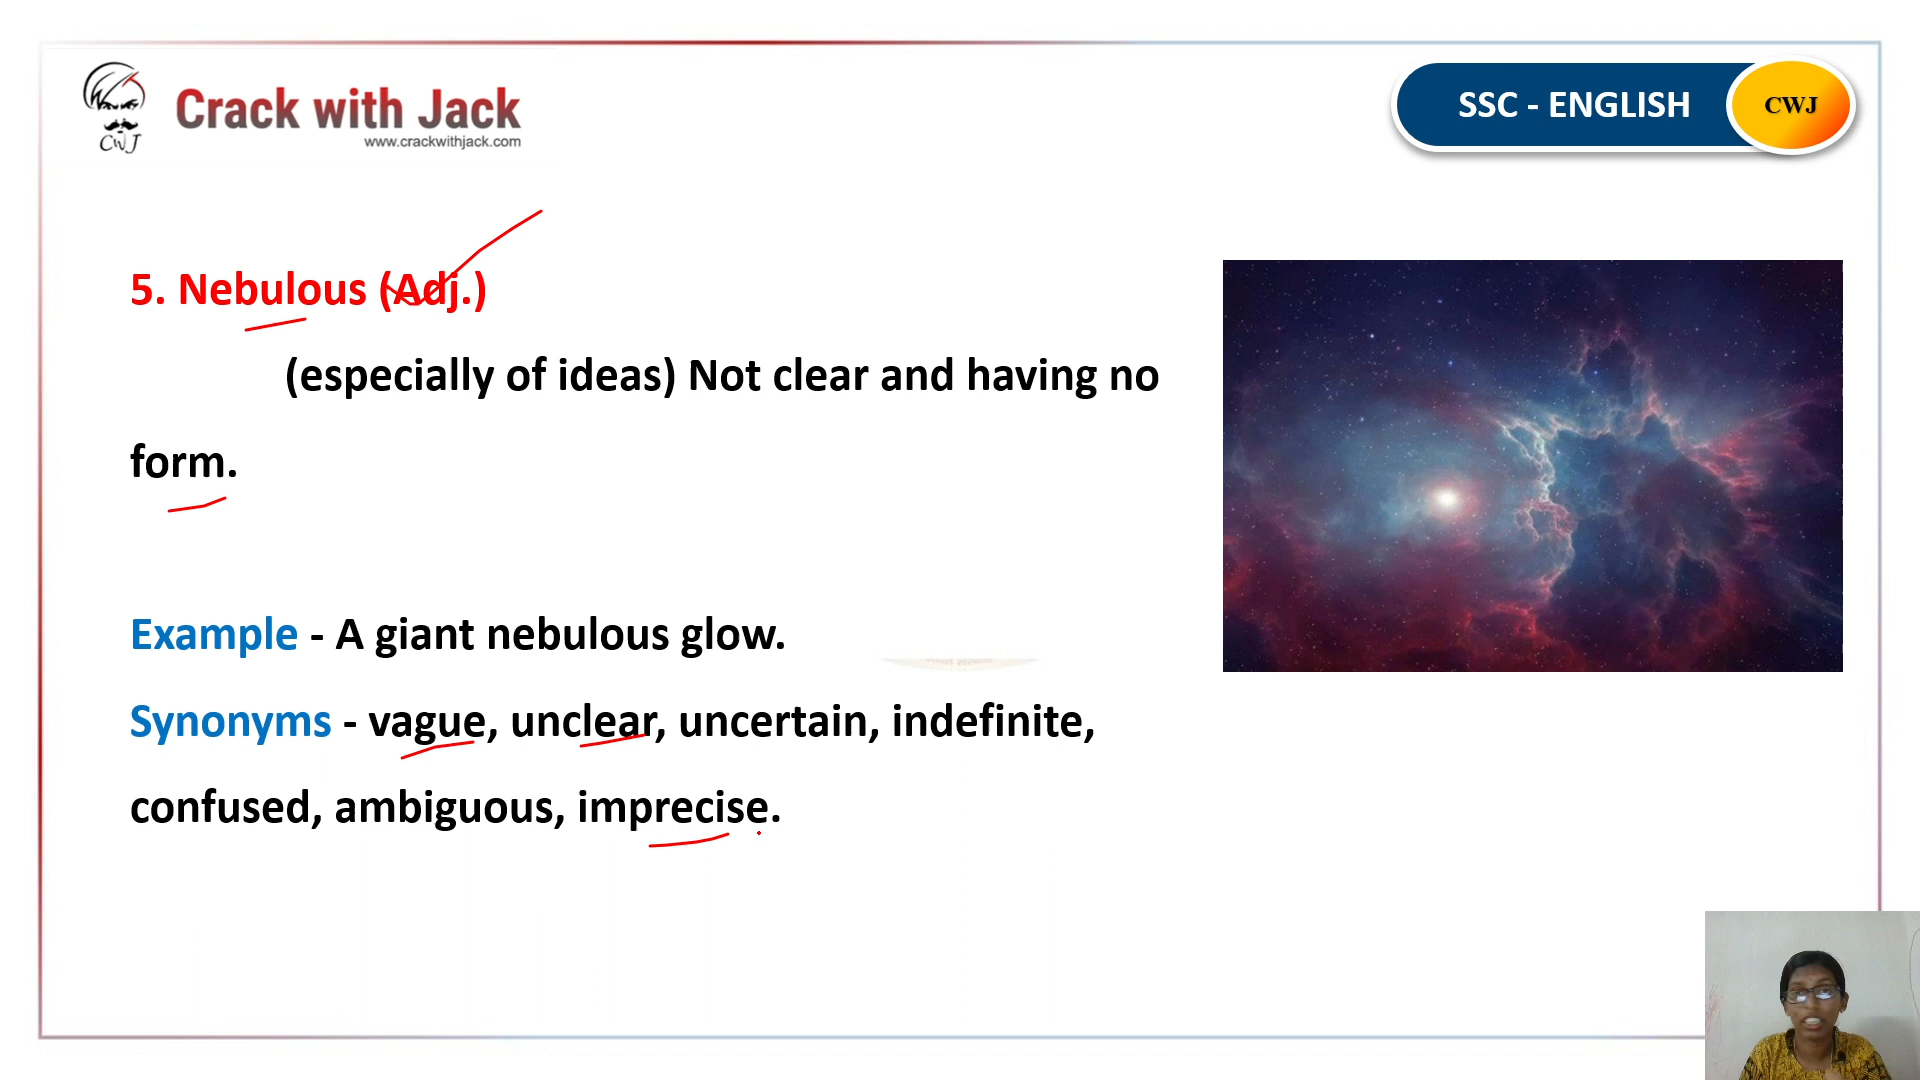 Crack with Jack
www.crackwithjack.com
CWJ
SSC - ENGLISH
CWJ
5. Nebulous (Adj.)
(especially of ideas) Not clear and having no
form.
Example - A giant nebulous glow.
Synonyms - vague, unclear, uncertain, indefinite,
confused, ambiguous, imprecise.